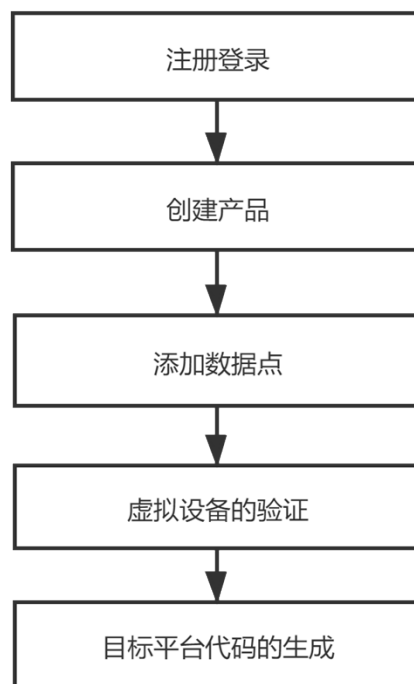 注册登录
创建产品
添加数据点
虚拟设备的验证
目标平台代码的生成